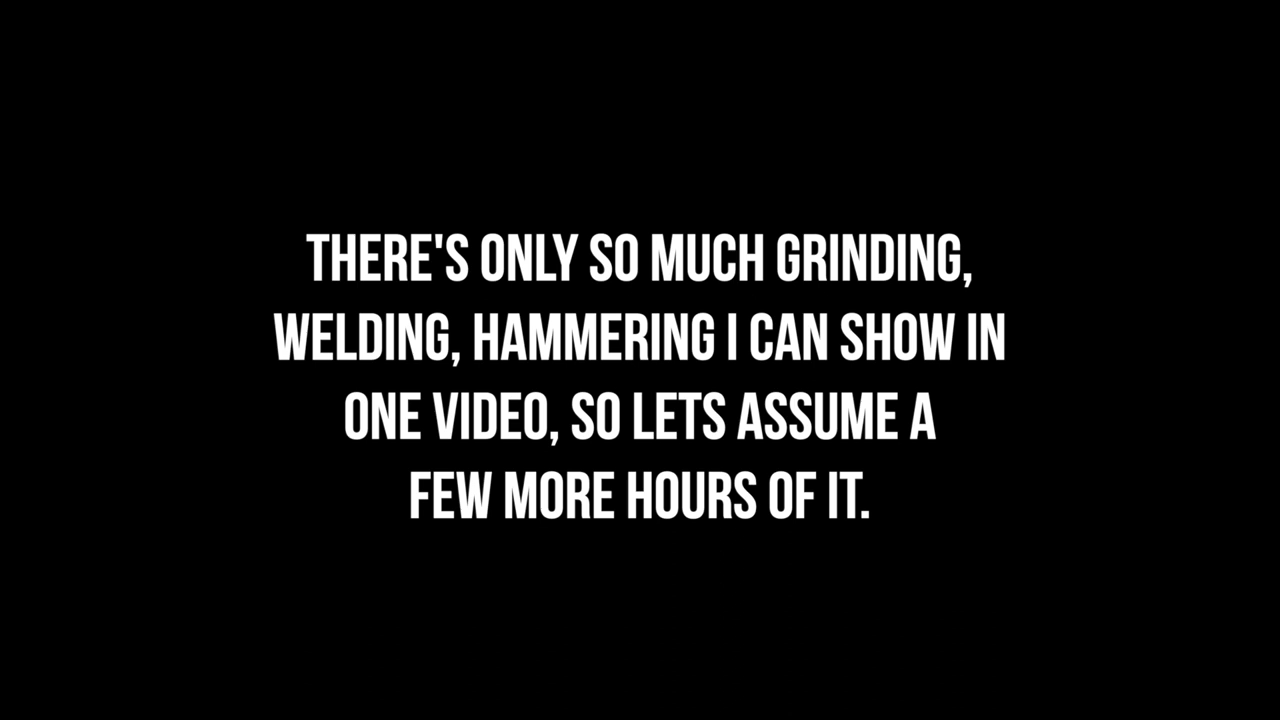 THERE'S ONLY SO MUCH GRINDING,
WELDING, HAMMERING I CAN SHOW IN
ONE VIDEO, SO LETS ASSUME A
FEW MORE HOURS OF IT.